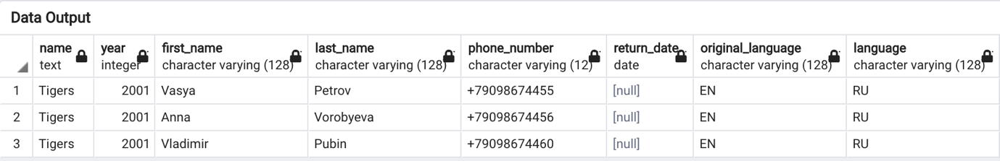 Data Output
name year first_name last_name phone_number return_date original_language language
text integer character varying (128) character varying (128) character varying (12) date character varying (128) character varying (128)
1 Tigers 2001 Vasya Petrov +79098674455 [null] EN RU
2 Tigers 2001 Anna Vorobyeva +79098674456 [null] EN RU
3 Tigers 2001 Vladimir Pubin +79098674460 [null] EN RU